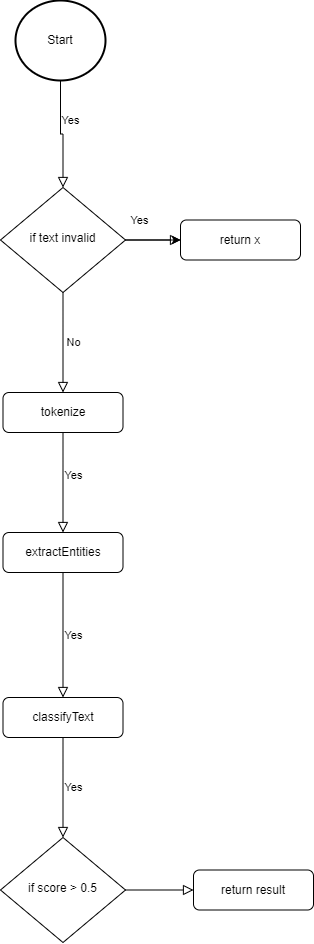 Start
Yes
if text invalid
Yes
return x
No
tokenize
Yes
extractEntities
Yes
classifyText
Yes
if score > 0.5
return result